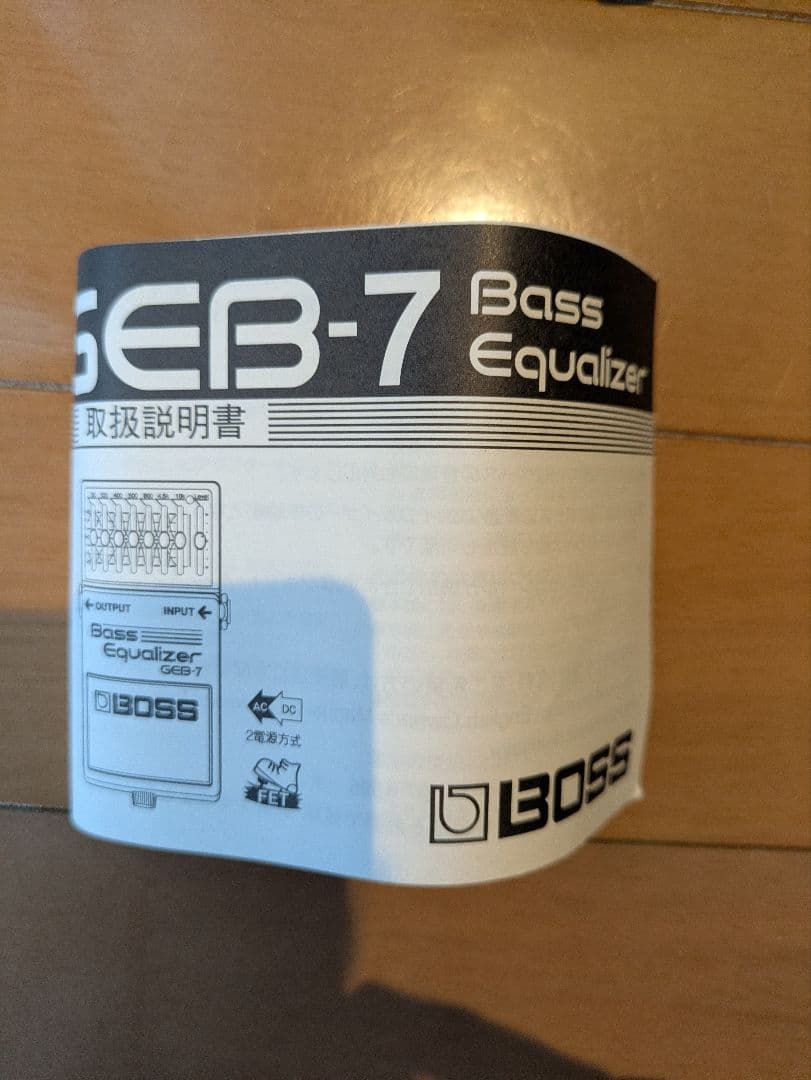 GEB-7 Bass
Equalizer
取扱説明書
Level
← OUTPUT INPUT ←
Bass
Equalizer
GEB-7
BOSS
AC DC
2電源方式
FET
BOSS